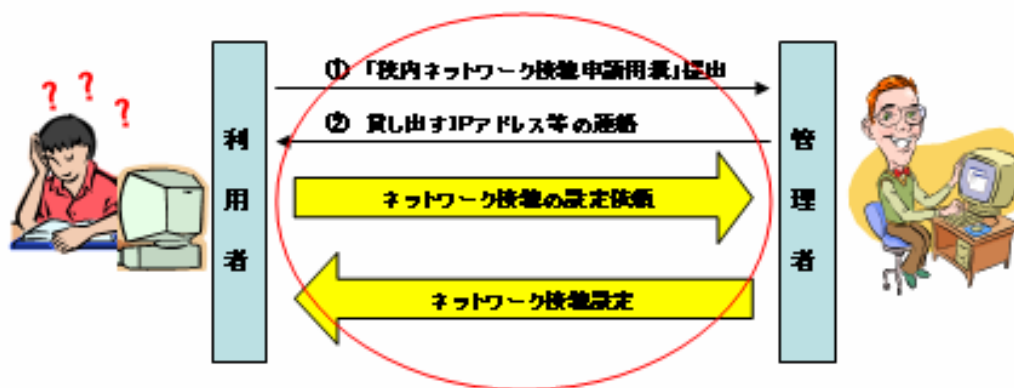 ? ? ?
利用者
① 「校内ネットワーク接続申請用紙」提出
② 貸し出すIPアドレス等の連絡
ネットワーク接続の設定依頼
ネットワーク接続設定
管理者